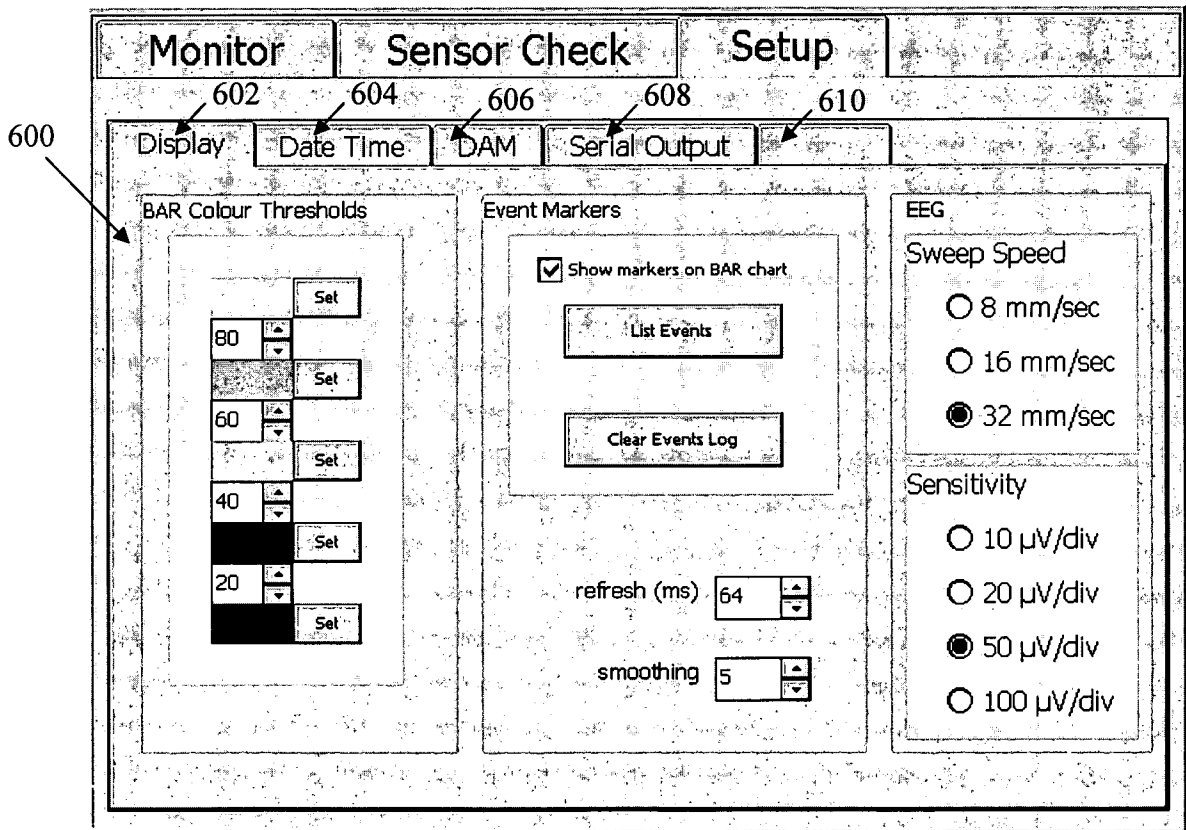 Monitor Sensor Check Setup
602 604 606 608 610
600
Display Date TIme DAM Serial Output
BAR Colour Thresholds
Set
80
Set
60
Set
40
Set
20
Set
Event Markers
Show markers on BAR chart
List Events
Clear Events Log
refresh (ms) 64
smoothing 5
EEG
Sweep Speed
8 mm/sec
16 mm/sec
32 mm/sec
Sensitivity
10 µV/div
20 µV/div
50 µV/div
100 µV/div